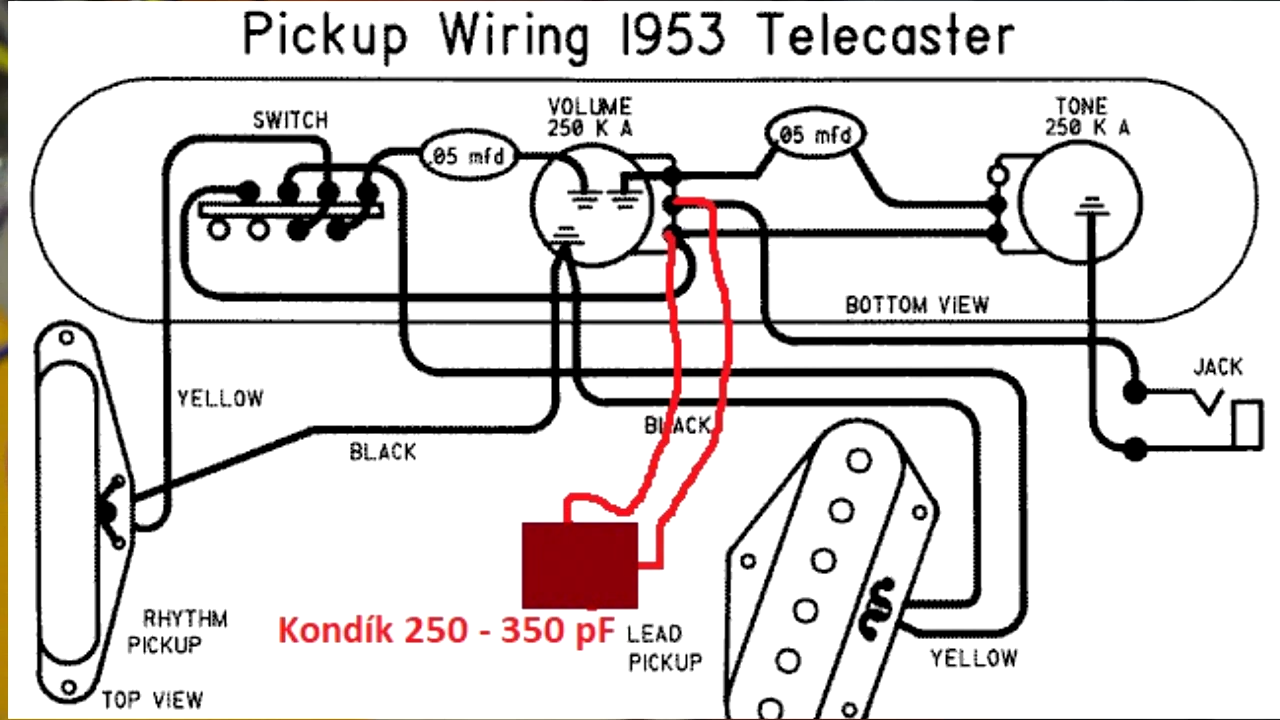 Pickup Wiring 1953 Telecaster
SWITCH
VOLUME
250 K A
TONE
250 K A
.05 mfd
.05 mfd
BOTTOM VIEW
JACK
YELLOW
BLACK
BLACK
RHYTHM
PICKUP
TOP VIEW
Kondík 250 - 350 pF
LEAD
PICKUP
YELLOW